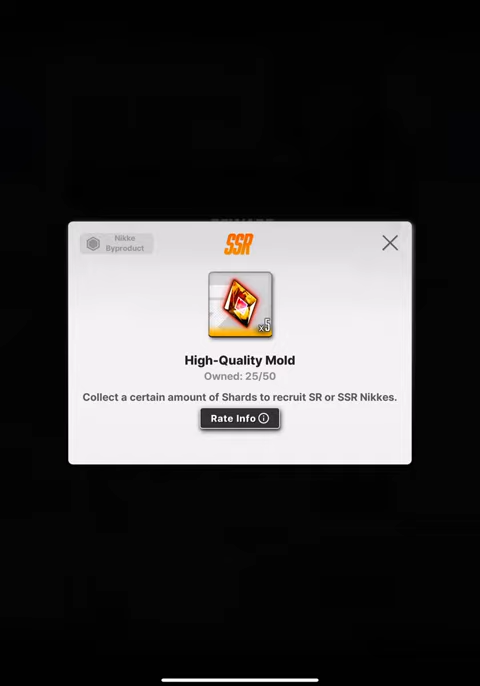 Nikke
Byproduct
SSR
x5
High-Quality Mold
Owned: 25/50
Collect a certain amount of Shards to recruit SR or SSR Nikkes.
Rate Info